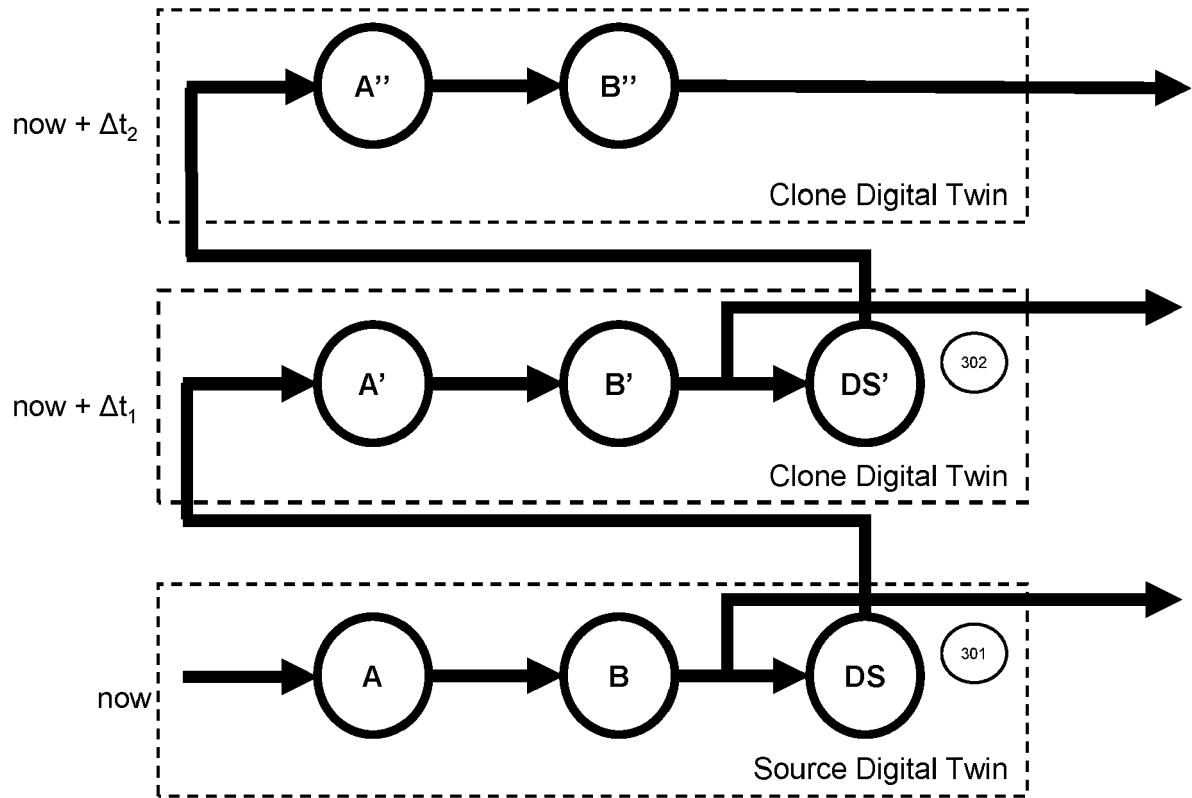 A’’
B’’
now + Δt₂
Clone Digital Twin
A’
B’
DS’
302
now + Δt₁
Clone Digital Twin
A
B
DS
301
now
Source Digital Twin